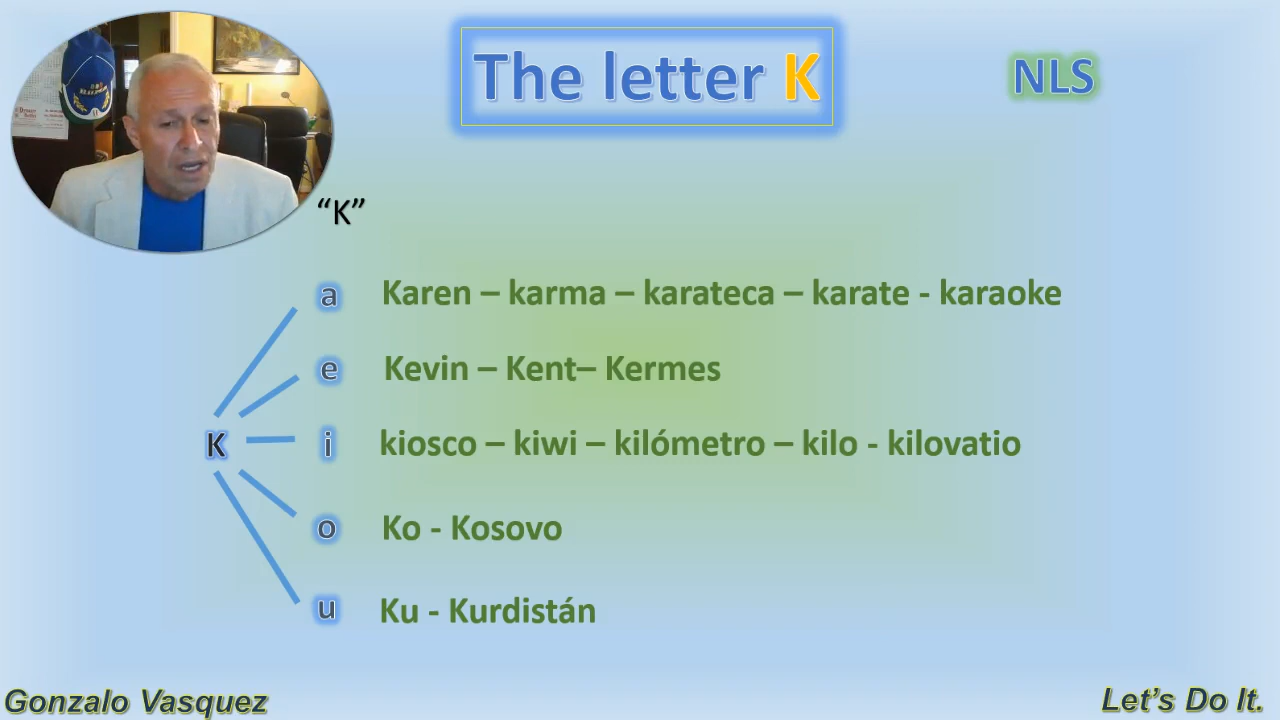 The letter K
NLS
"K"
a Karen – karma – karateca – karate - karaoke
e Kevin – Kent– Kermes
K i kiosco – kiwi – kilómetro – kilo - kilovatio
o Ko - Kosovo
u Ku - Kurdistán
Gonzalo Vasquez
Let's Do It.